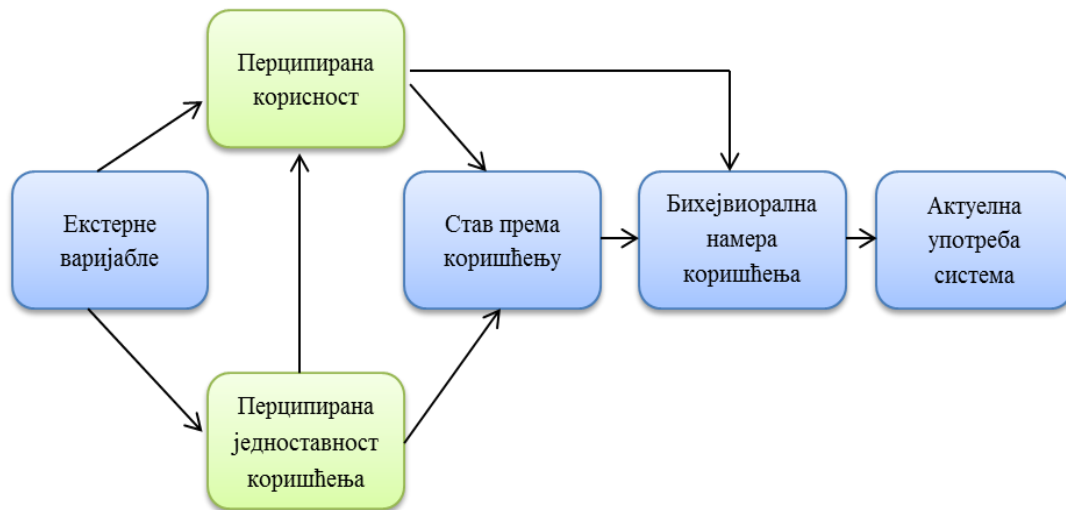 Перципирана
корисност
Екстерне
варијабле
Став према
коришћењу
Бихејвиорална
намера
коришћења
Актуелна
употреба
система
Перципирана
једноставност
коришћења